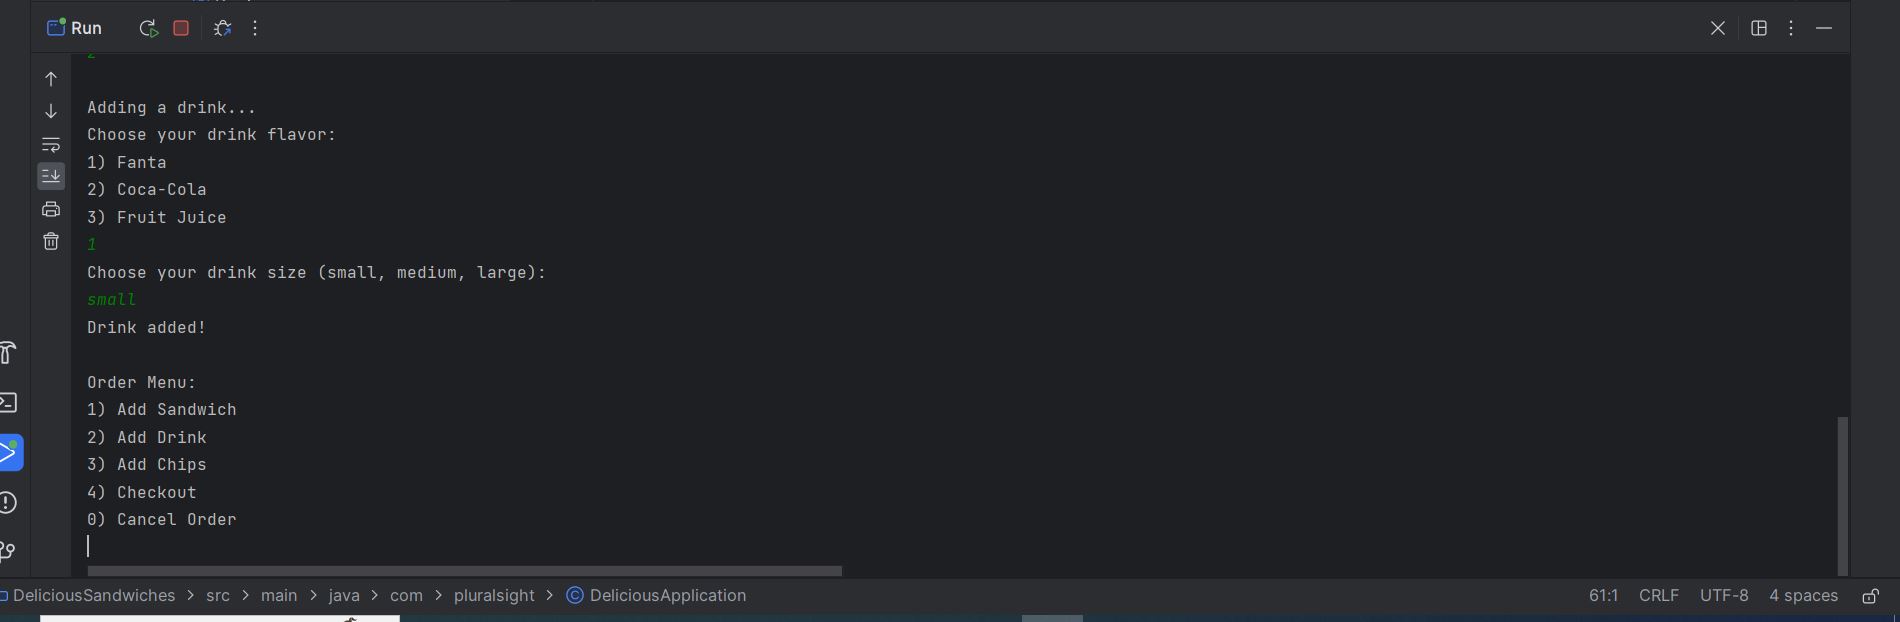 Run
2
Adding a drink...
Choose your drink flavor:
1) Fanta
2) Coca-Cola
3) Fruit Juice
1
Choose your drink size (small, medium, large):
small
Drink added!
Order Menu:
1) Add Sandwich
2) Add Drink
3) Add Chips
4) Checkout
0) Cancel Order
DeliciousSandwiches > src > main > java > com > pluralsight > DeliciousApplication 61:1 CRLF UTF-8 4 spaces